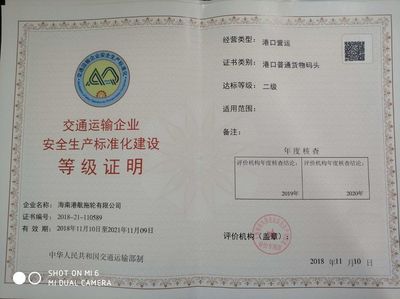 交通运输企业安全生产标准化
交通运输企业
安全生产标准化建设
等级证明
企业名称：海南港航拖轮有限公司
证书编号：2018-21-110589
有 效 期：2018年11月10日至2021年11月09日
中华人民共和国交通运输部制
经营类型：港口营运
证书类别：港口普通货物码头
达标等级：二级
适用范围：
备注：
年度核查
评价机构年度核查结论：
评价机构年度核查结论：
2019年
2020年
评价机构（盖章）：
2018 年 11 月 10 日
SHOT ON MI 6
MI DUAL CAMERA